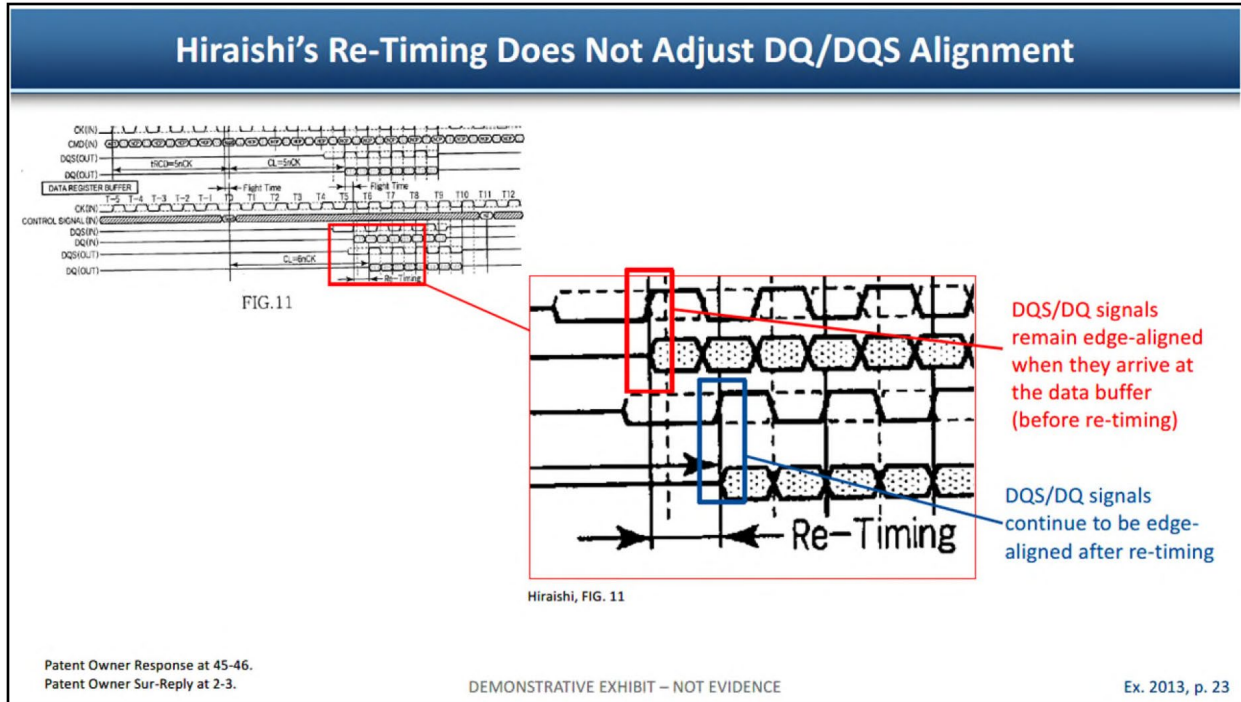 Hiraishi's Re-Timing Does Not Adjust DQ/DQS Alignment
CK(IN)
CMD(IN)
DQS(OUT)
DQ(OUT)
tRCD=5nCK CL=5nCK
DATA REGISTER BUFFER Flight Time Flight Time
T-5 T-4 T-3 T-2 T-1 T0 T1 T2 T3 T4 T5 T6 T7 T8 T9 T10 T11 T12
CK(IN)
CONTROL SIGNAL(IN)
DQS(IN)
DQ(IN)
DQS(OUT)
CL=6nCK
DQ(OUT)
Re-Timing
FIG.11
Re-Timing
Hiraishi, FIG. 11
DQS/DQ signals
remain edge-aligned
when they arrive at
the data buffer
(before re-timing)
DQS/DQ signals
continue to be edge-
aligned after re-timing
Patent Owner Response at 45-46.
Patent Owner Sur-Reply at 2-3.
DEMONSTRATIVE EXHIBIT – NOT EVIDENCE
Ex. 2013, p. 23